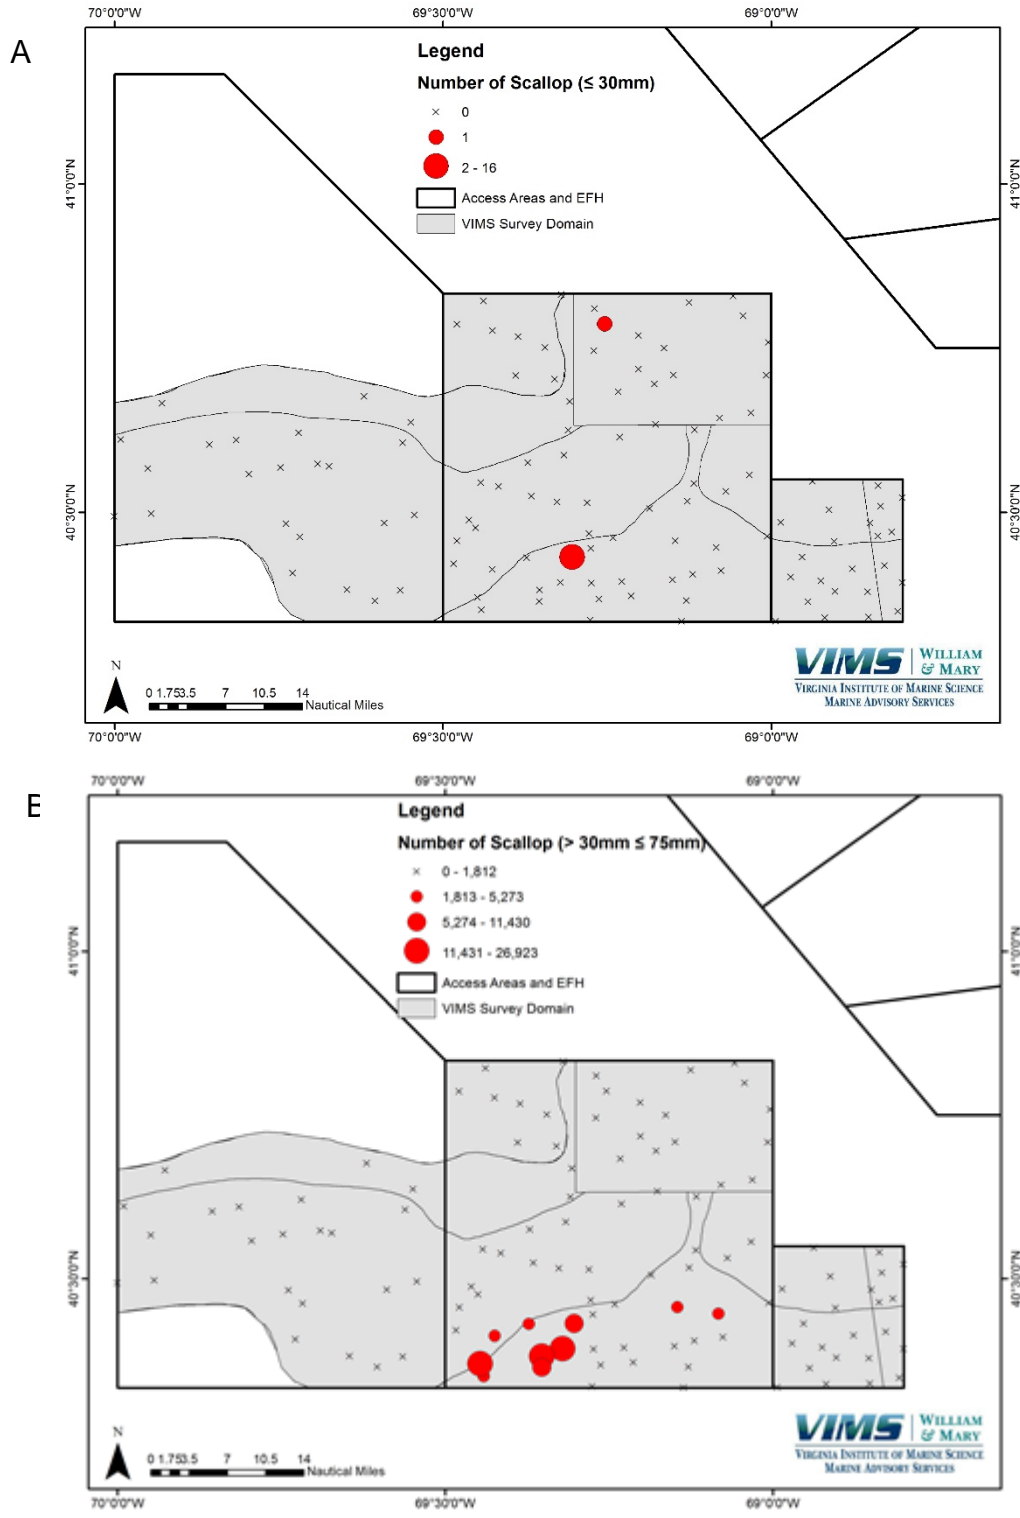 A
70°0'0"W 69°30'0"W 69°0'0"W
Legend
Number of Scallop (≤ 30mm)
0
1
2 - 16
Access Areas and EFH
VIMS Survey Domain
41°0'0"N 41°0'0"N
40°30'0"N 40°30'0"N
N
0 1.75 3.5 7 10.5 14
Nautical Miles
VIMS WILLIAM
& MARY
VIRGINIA INSTITUTE OF MARINE SCIENCE
MARINE ADVISORY SERVICES
70°0'0"W 69°30'0"W 69°0'0"W
70°0'0"W 69°30'0"W 69°0'0"W
Legend
Number of Scallop (> 30mm ≤ 75mm)
0 - 1,812
1,813 - 5,273
5,274 - 11,430
11,431 - 26,923
Access Areas and EFH
VIMS Survey Domain
41°0'0"N 41°0'0"N
40°30'0"N 40°30'0"N
N
0 1.75 3.5 7 10.5 14
Nautical Miles
VIMS WILLIAM
& MARY
VIRGINIA INSTITUTE OF MARINE SCIENCE
MARINE ADVISORY SERVICES
70°0'0"W 69°30'0"W 69°0'0"W